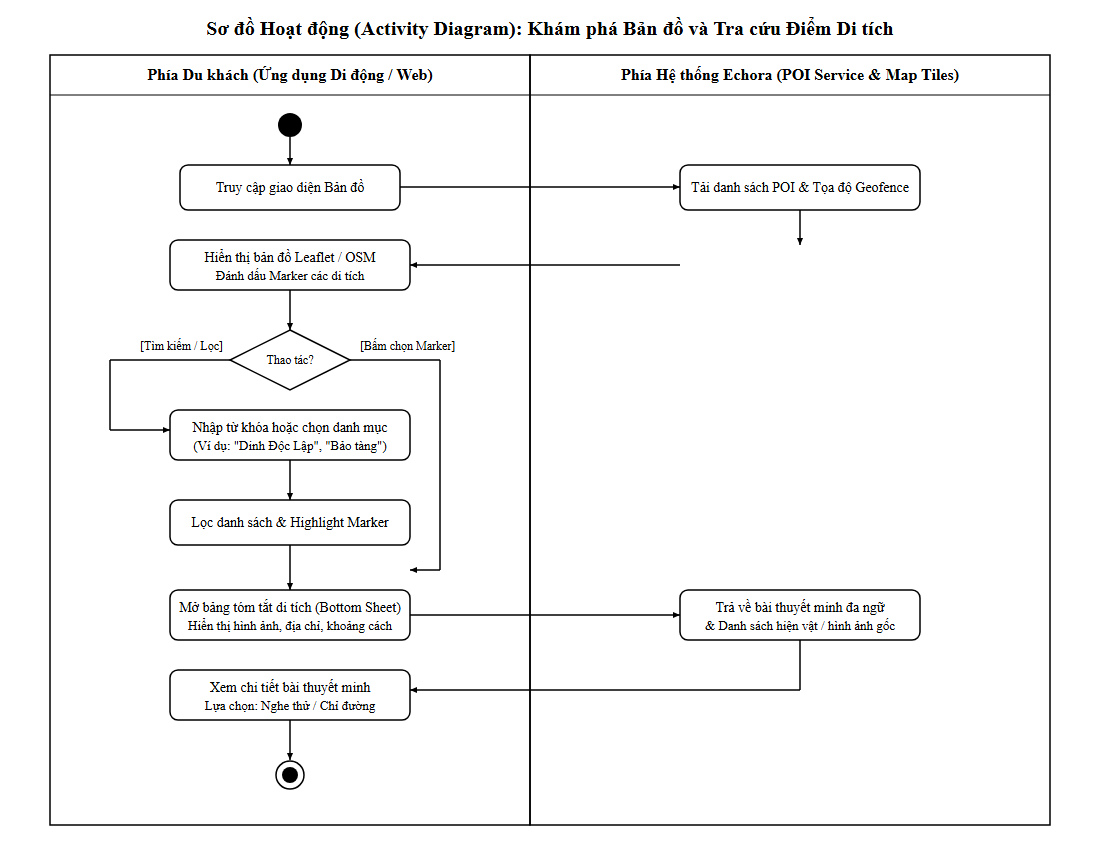 Sơ đồ Hoạt động (Activity Diagram): Khám phá Bản đồ và Tra cứu Điểm Di tích
Phía Du khách (Ứng dụng Di động / Web)
Phía Hệ thống Echora (POI Service & Map Tiles)
Truy cập giao diện Bản đồ
Tải danh sách POI & Tọa độ Geofence
Hiển thị bản đồ Leaflet / OSM
Đánh dấu Marker các di tích
[Tìm kiếm / Lọc]
[Bấm chọn Marker]
Thao tác?
Nhập từ khóa hoặc chọn danh mục
(Ví dụ: "Dinh Độc Lập", "Bảo tàng")
Lọc danh sách & Highlight Marker
Mở bảng tóm tắt di tích (Bottom Sheet)
Hiển thị hình ảnh, địa chỉ, khoảng cách
Trả về bài thuyết minh đa ngữ
& Danh sách hiện vật / hình ảnh gốc
Xem chi tiết bài thuyết minh
Lựa chọn: Nghe thử / Chỉ đường